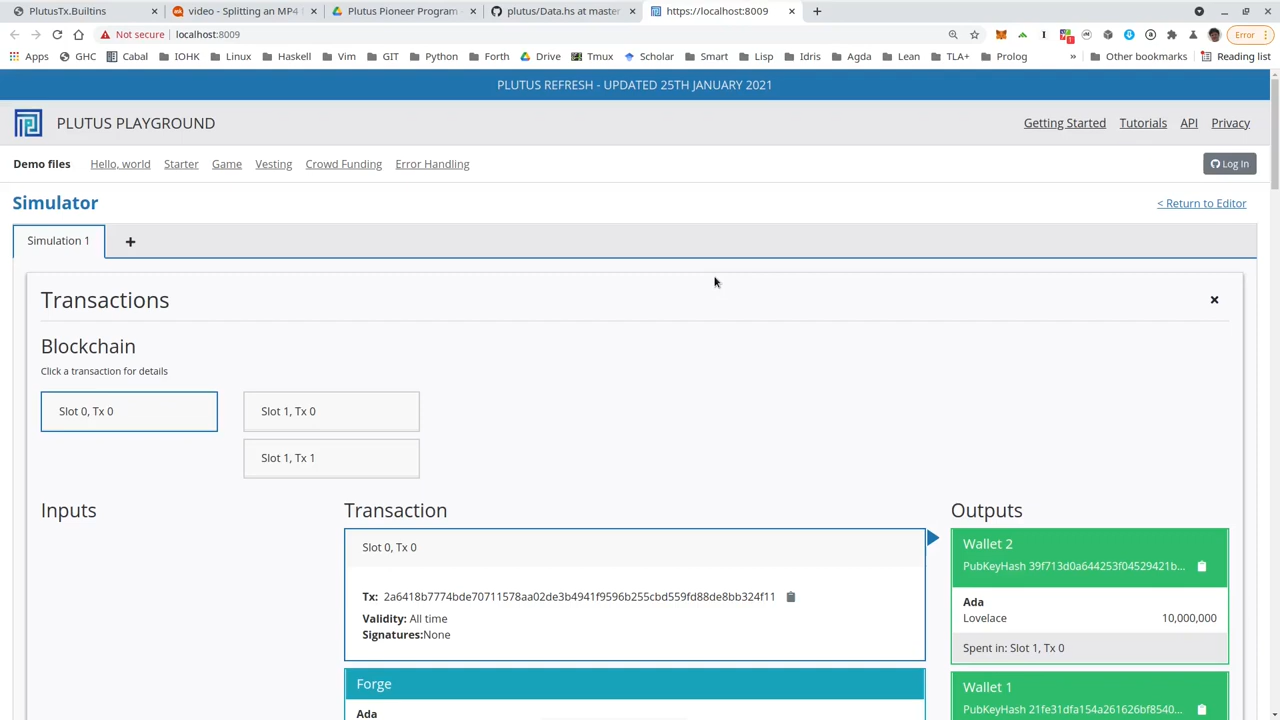 PlutusTx.Builtins
video - Splitting an MP4
Plutus Pioneer Program
plutus/Data.hs at master
https://localhost:8009
Not secure
localhost:8009
Error
Apps
GHC
Cabal
IOHK
Linux
Haskell
Vim
GIT
Python
Forth
Drive
Tmux
Scholar
Smart
Lisp
Idris
Agda
Lean
TLA+
Prolog
»
Other bookmarks
Reading list
PLUTUS REFRESH - UPDATED 25TH JANUARY 2021
PLUTUS PLAYGROUND
Getting Started
Tutorials
API
Privacy
Demo files
Hello, world
Starter
Game
Vesting
Crowd Funding
Error Handling
Log In
Simulator
< Return to Editor
Simulation 1
+
Transactions
Blockchain
Click a transaction for details
Slot 0, Tx 0
Slot 1, Tx 0
Slot 1, Tx 1
Inputs
Transaction
Outputs
Slot 0, Tx 0
Tx: 2a6418b7774bde70711578aa02de3b4941f9596b255cbd559fd88de8bb324f11
Validity: All time
Signatures:None
Forge
Ada
Wallet 2
PubKeyHash 39f713d0a644253f04529421b...
Ada
Lovelace 10,000,000
Spent in: Slot 1, Tx 0
Wallet 1
PubKeyHash 21fe31dfa154a261626bf8540...